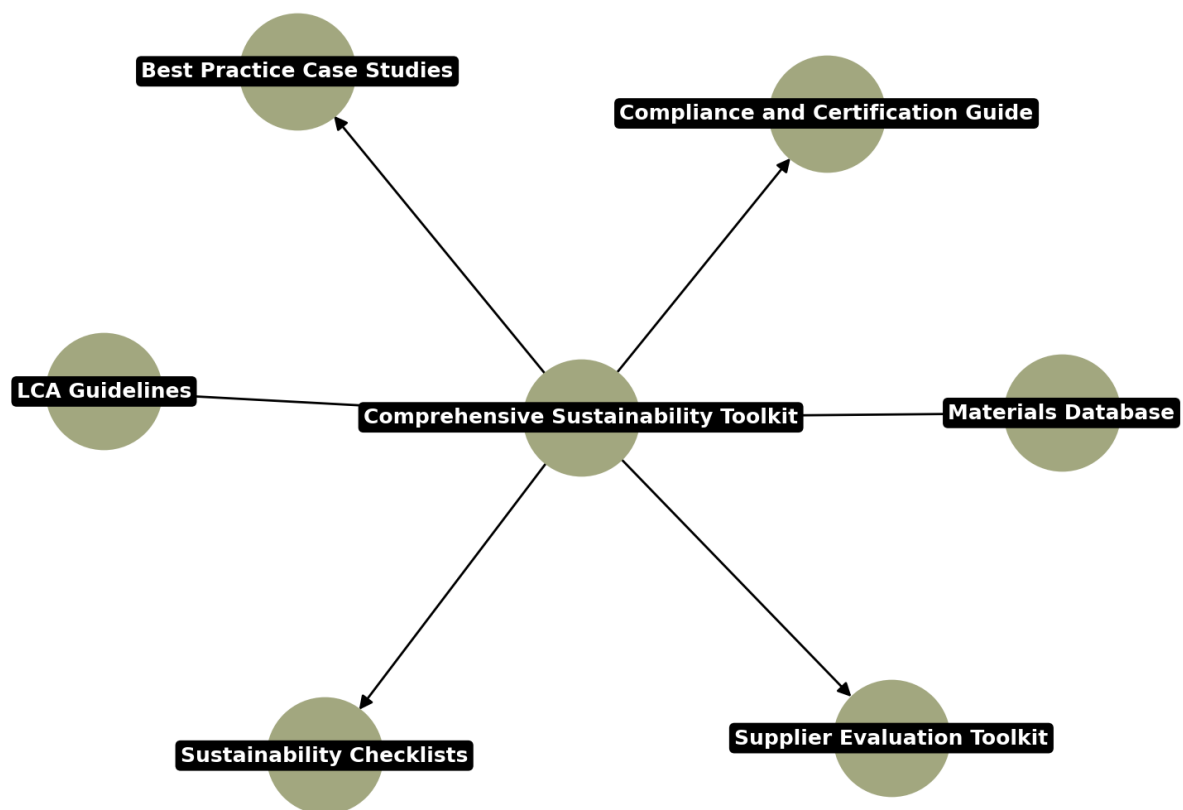 Best Practice Case Studies
Compliance and Certification Guide
LCA Guidelines
Comprehensive Sustainability Toolkit
Materials Database
Sustainability Checklists
Supplier Evaluation Toolkit